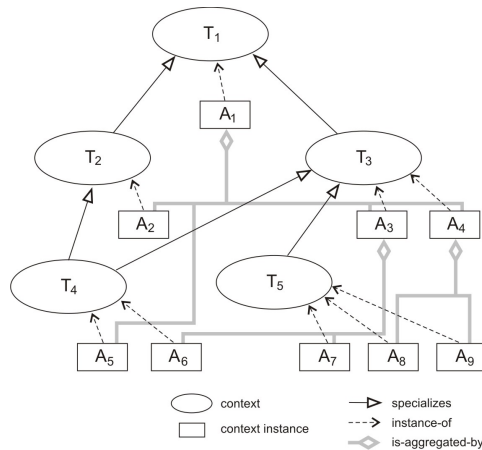 T1
A1
T2
T3
A2
A3
A4
T4
T5
A5
A6
A7
A8
A9
context
specializes
context instance
instance-of
is-aggregated-by